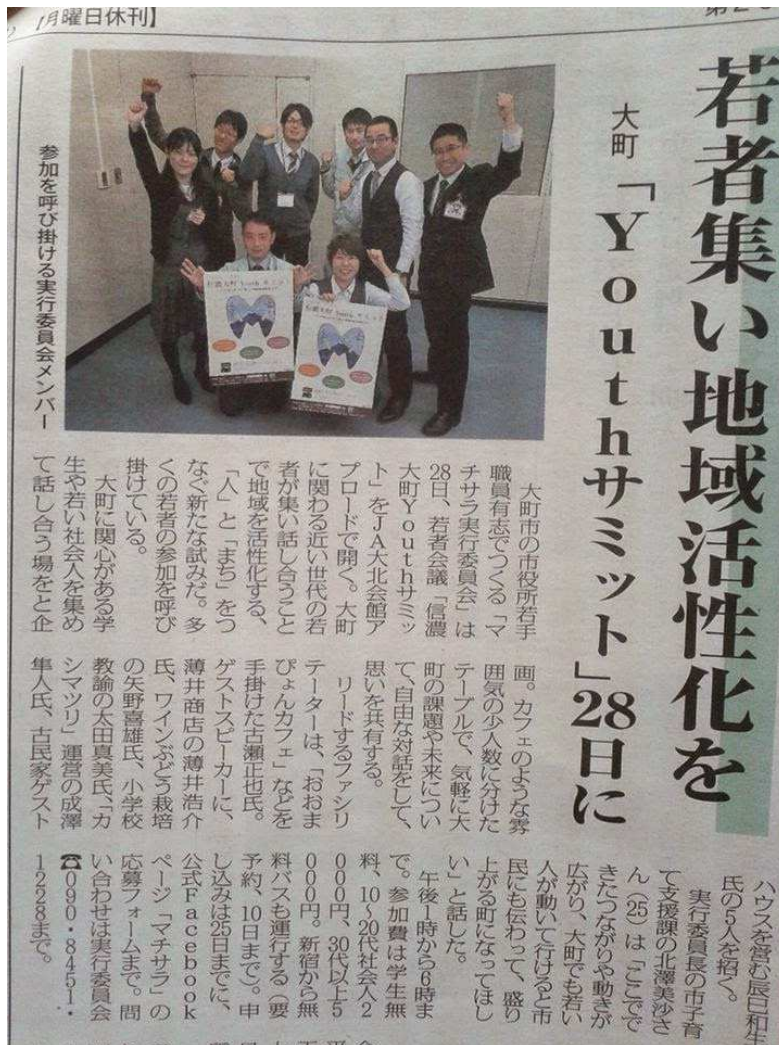 【月曜日休刊】
若者集い地域活性化を
大町「Youthサミット」28日に
参加を呼び掛ける実行委員会メンバー
大町市の市役所若手
職員有志でつくる「マ
チサラ実行委員会」は
28日、若者会議「信濃
大町Youthサミッ
ト」をJA大北会館ア
プロードで開く。大町
に関わる近い世代の若
者が集い話し合うこと
で地域を活性化する、
「人」と「まち」をつ
なぐ新たな試みだ。多
くの若者の参加を呼び
掛けている。
大町に関心がある学
生や若い社会人を集め
て話し合う場をと企
画。カフェのような雰
囲気の少人数に分けた
テーブルで、気軽に大
町の課題や未来につい
て、自由な対話をして、
思いを共有する。
リードするファシリ
テーターは、「おおま
ぴょんカフェ」などを
手掛けた古瀬正也氏。
ゲストスピーカーに、
薄井商店の薄井浩介
氏、ワインぶどう栽培
の矢野喜雄氏、小学校
教諭の太田真美氏、「カ
シマツリ」運営の成澤
隼人氏、古民家ゲスト
ハウスを営む辰巳和生
氏の5人を招く。
実行委員長の市子育
て支援課の北澤美沙さ
ん(25)は「ここでで
きたつながりや動きが
広がり、大町でも若い
人が動いて行けると市
民にも伝わって、盛り
上がる町になってほし
い」と話した。
午後1時から6時ま
で。参加費は学生無
料、10~20代社会人2
000円、30代以上5
000円。新宿から無
料バスも運行する(要
予約、10日まで)。申
し込みは25日までに、
公式Facebook
ページ「マチサラ」の
応募フォームまで。問
い合わせは実行委員会
☎090・8451・
1228まで。